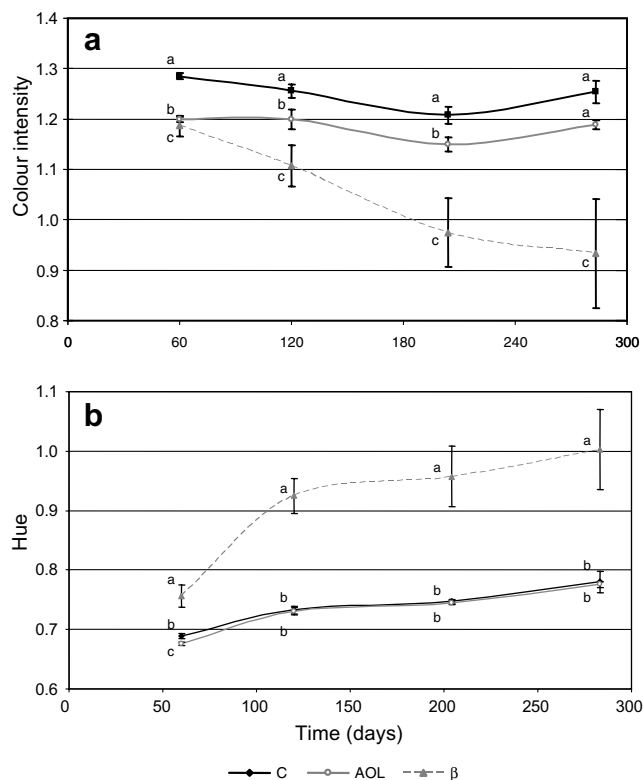 a
1.4
1.3
1.2
1.1
1.0
0.9
0.8
Colour intensity
a a a a
b b b a
c c c c
0 60 120 180 240 300
b
1.1
1.0
0.9
0.8
0.7
0.6
Hue
a a a a
b b b b
c b b b
0 50 100 150 200 250 300
Time (days)
C AOL β